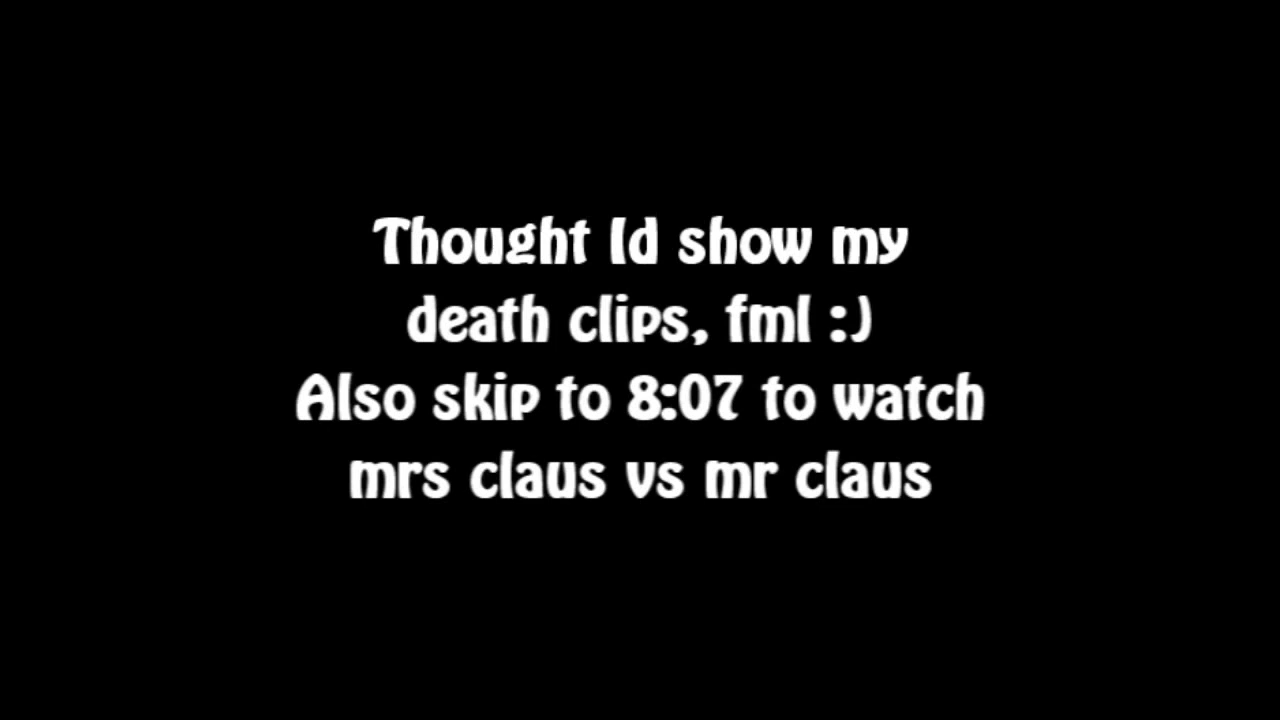 Thought Id show my
death clips, fml :)
Also skip to 8:07 to watch
mrs claus vs mr claus